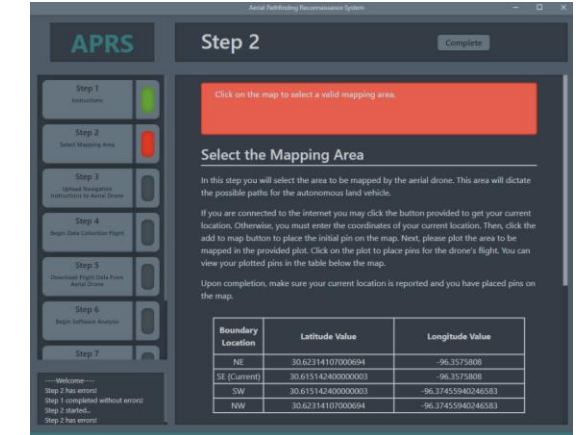 Aerial Pathfinding Reconnaissance System
APRS
Step 2
Complete
Step 1
Instructions
Step 2
Select Mapping Area
Step 3
Upload Navigation
Instructions to Aerial Drone
Step 4
Begin Data Collection Flight
Step 5
Download Flight Data From
Aerial Drone
Step 6
Begin Software Analysis
Step 7
----Welcome----
Step 2 has errors!
Step 1 completed without errors!
Step 2 started...
Step 2 has errors!
Click on the map to select a valid mapping area.
Select the Mapping Area
In this step you will select the area to be mapped by the aerial drone. This area will dictate
the possible paths for the autonomous land vehicle.
If you are connected to the internet you may click the button provided to get your current
location. Otherwise, you must enter the coordinates of your current location. Then, click the
add to map button to place the initial pin on the map. Next, please plot the area to be
mapped in the provided plot. Click on the plot to place pins for the drone's flight. You can
view your plotted pins in the table below the map.
Upon completion, make sure your current location is reported and you have placed pins on
the map.
Boundary Location Latitude Value Longitude Value
NE 30.62314107000694 -96.3575808
SE (Current) 30.615142400000003 -96.3575808
SW 30.615142400000003 -96.37455940246583
NW 30.62314107000694 -96.37455940246583